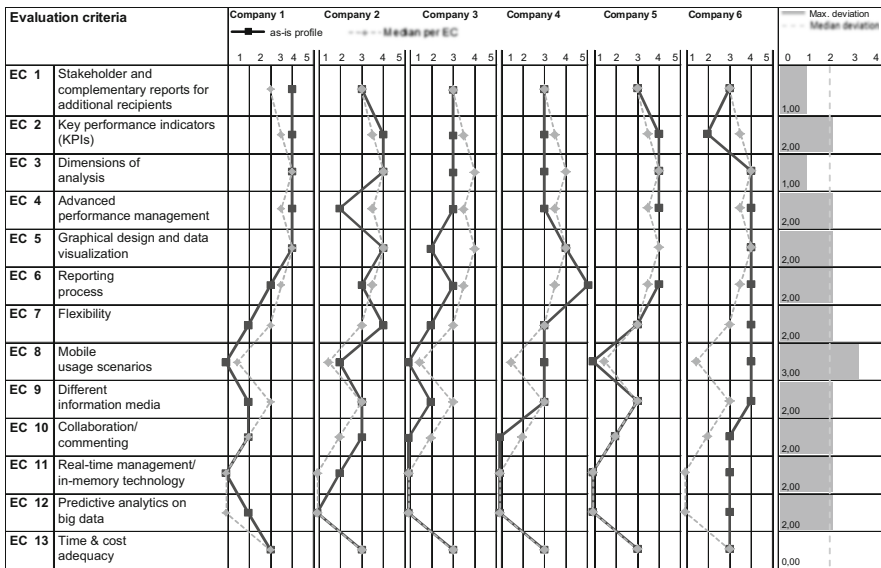 Evaluation criteria
Company 1 Company 2 Company 3 Company 4 Company 5 Company 6
as-is profile Median per EC
Max. deviation
Median deviation
1 2 3 4 5 1 2 3 4 5 1 2 3 4 5 1 2 3 4 5 1 2 3 4 5 1 2 3 4 5 0 1 2 3 4
EC 1 Stakeholder and
complementary reports for
additional recipients
1,00
EC 2 Key performance indicators
(KPIs)
2,00
EC 3 Dimensions of
analysis
1,00
EC 4 Advanced
performance management
2,00
EC 5 Graphical design and data
visualization
2,00
EC 6 Reporting
process
2,00
EC 7 Flexibility
2,00
EC 8 Mobile
usage scenarios
3,00
EC 9 Different
information media
2,00
EC 10 Collaboration/
commenting
2,00
EC 11 Real-time management/
in-memory technology
2,00
EC 12 Predictive analytics on
big data
2,00
EC 13 Time & cost
adequacy
0,00